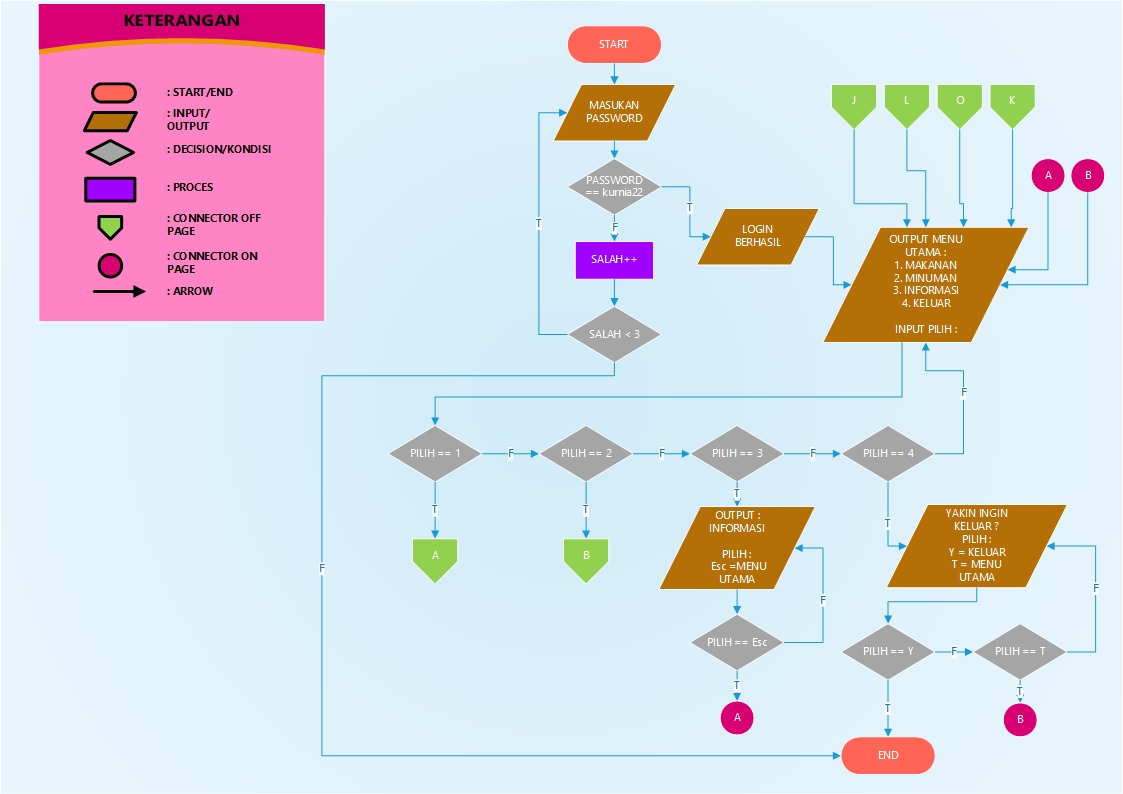 KETERANGAN
: START/END
: INPUT/
OUTPUT
: DECISION/KONDISI
: PROCES
: CONNECTOR OFF
PAGE
: CONNECTOR ON
PAGE
: ARROW
START
MASUKAN
PASSWORD
PASSWORD
== kurnia22
T
F
T
SALAH++
SALAH < 3
LOGIN
BERHASIL
J
L
O
K
A
B
OUTPUT MENU
UTAMA :
1. MAKANAN
2. MINUMAN
3. INFORMASI
4. KELUAR
INPUT PILIH :
F
PILIH == 1
F
PILIH == 2
F
PILIH == 3
F
PILIH == 4
T
T
T
T
A
B
OUTPUT :
INFORMASI
PILIH :
Esc =MENU
UTAMA
YAKIN INGIN
KELUAR ?
PILIH :
Y = KELUAR
T = MENU
UTAMA
F
F
F
PILIH == Esc
PILIH == Y
F
PILIH == T
T
T
T
A
B
END